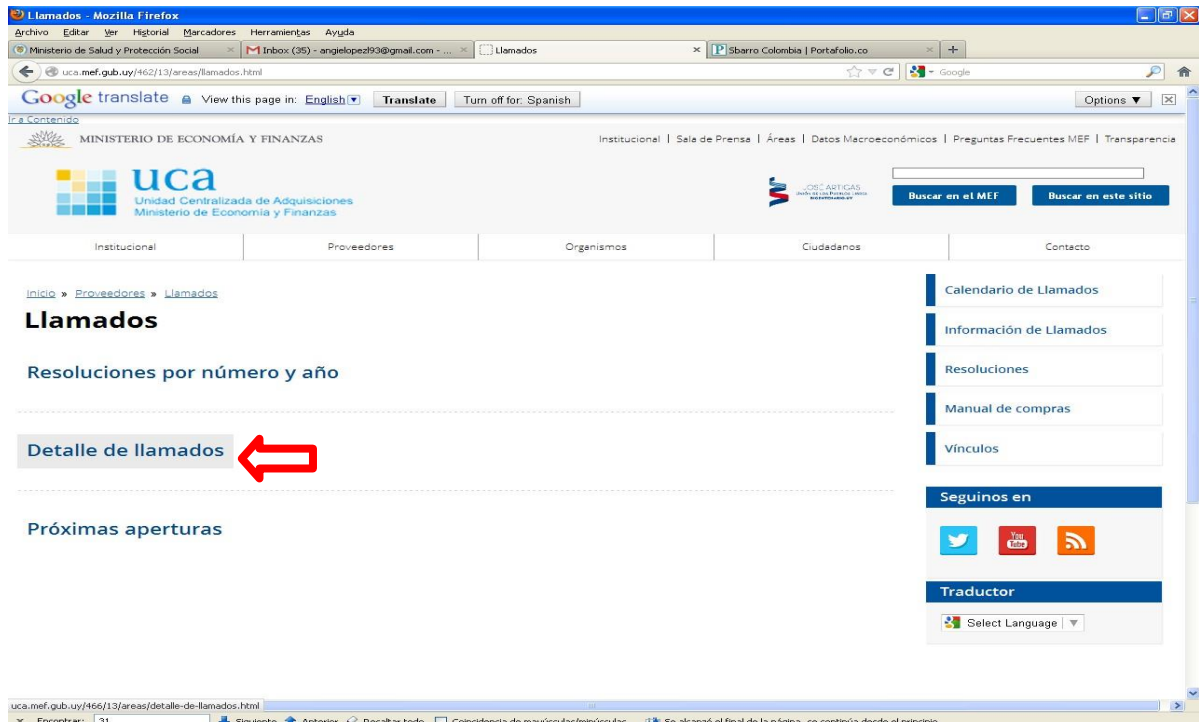 Llamados - Mozilla Firefox
Archivo Editar Ver Historial Marcadores Herramientas Ayuda
Ministerio de Salud y Protección Social
Inbox (35) - angielopezl93@gmail.com - ...
Llamados
Sbarro Colombia | Portafolio.co
uca.mef.gub.uy/462/13/areas/llamados.html
Google
Google translate View this page in: English Translate Turn off for: Spanish Options ▼
Ir a Contenido
MINISTERIO DE ECONOMÍA Y FINANZAS
Institucional | Sala de Prensa | Áreas | Datos Macroeconómicos | Preguntas Frecuentes MEF | Transparencia
uca
Unidad Centralizada de Adquisiciones
Ministerio de Economía y Finanzas
JOSÉ ARTIGAS
Buscar en el MEF Buscar en este sitio
Institucional Proveedores Organismos Ciudadanos Contacto
Inicio » Proveedores » Llamados
Llamados
Resoluciones por número y año
Detalle de llamados
Próximas aperturas
Calendario de Llamados
Información de Llamados
Resoluciones
Manual de compras
Vínculos
Seguinos en
You
Tube
Traductor
Select Language
uca.mef.gub.uy/466/13/areas/detalle-de-llamados.html
Encontrar: 31 Siguiente Anterior Resaltar todo Coincidencia de mayúsculas/minúsculas Se alcanzó el final de la página, se continúa desde el principio